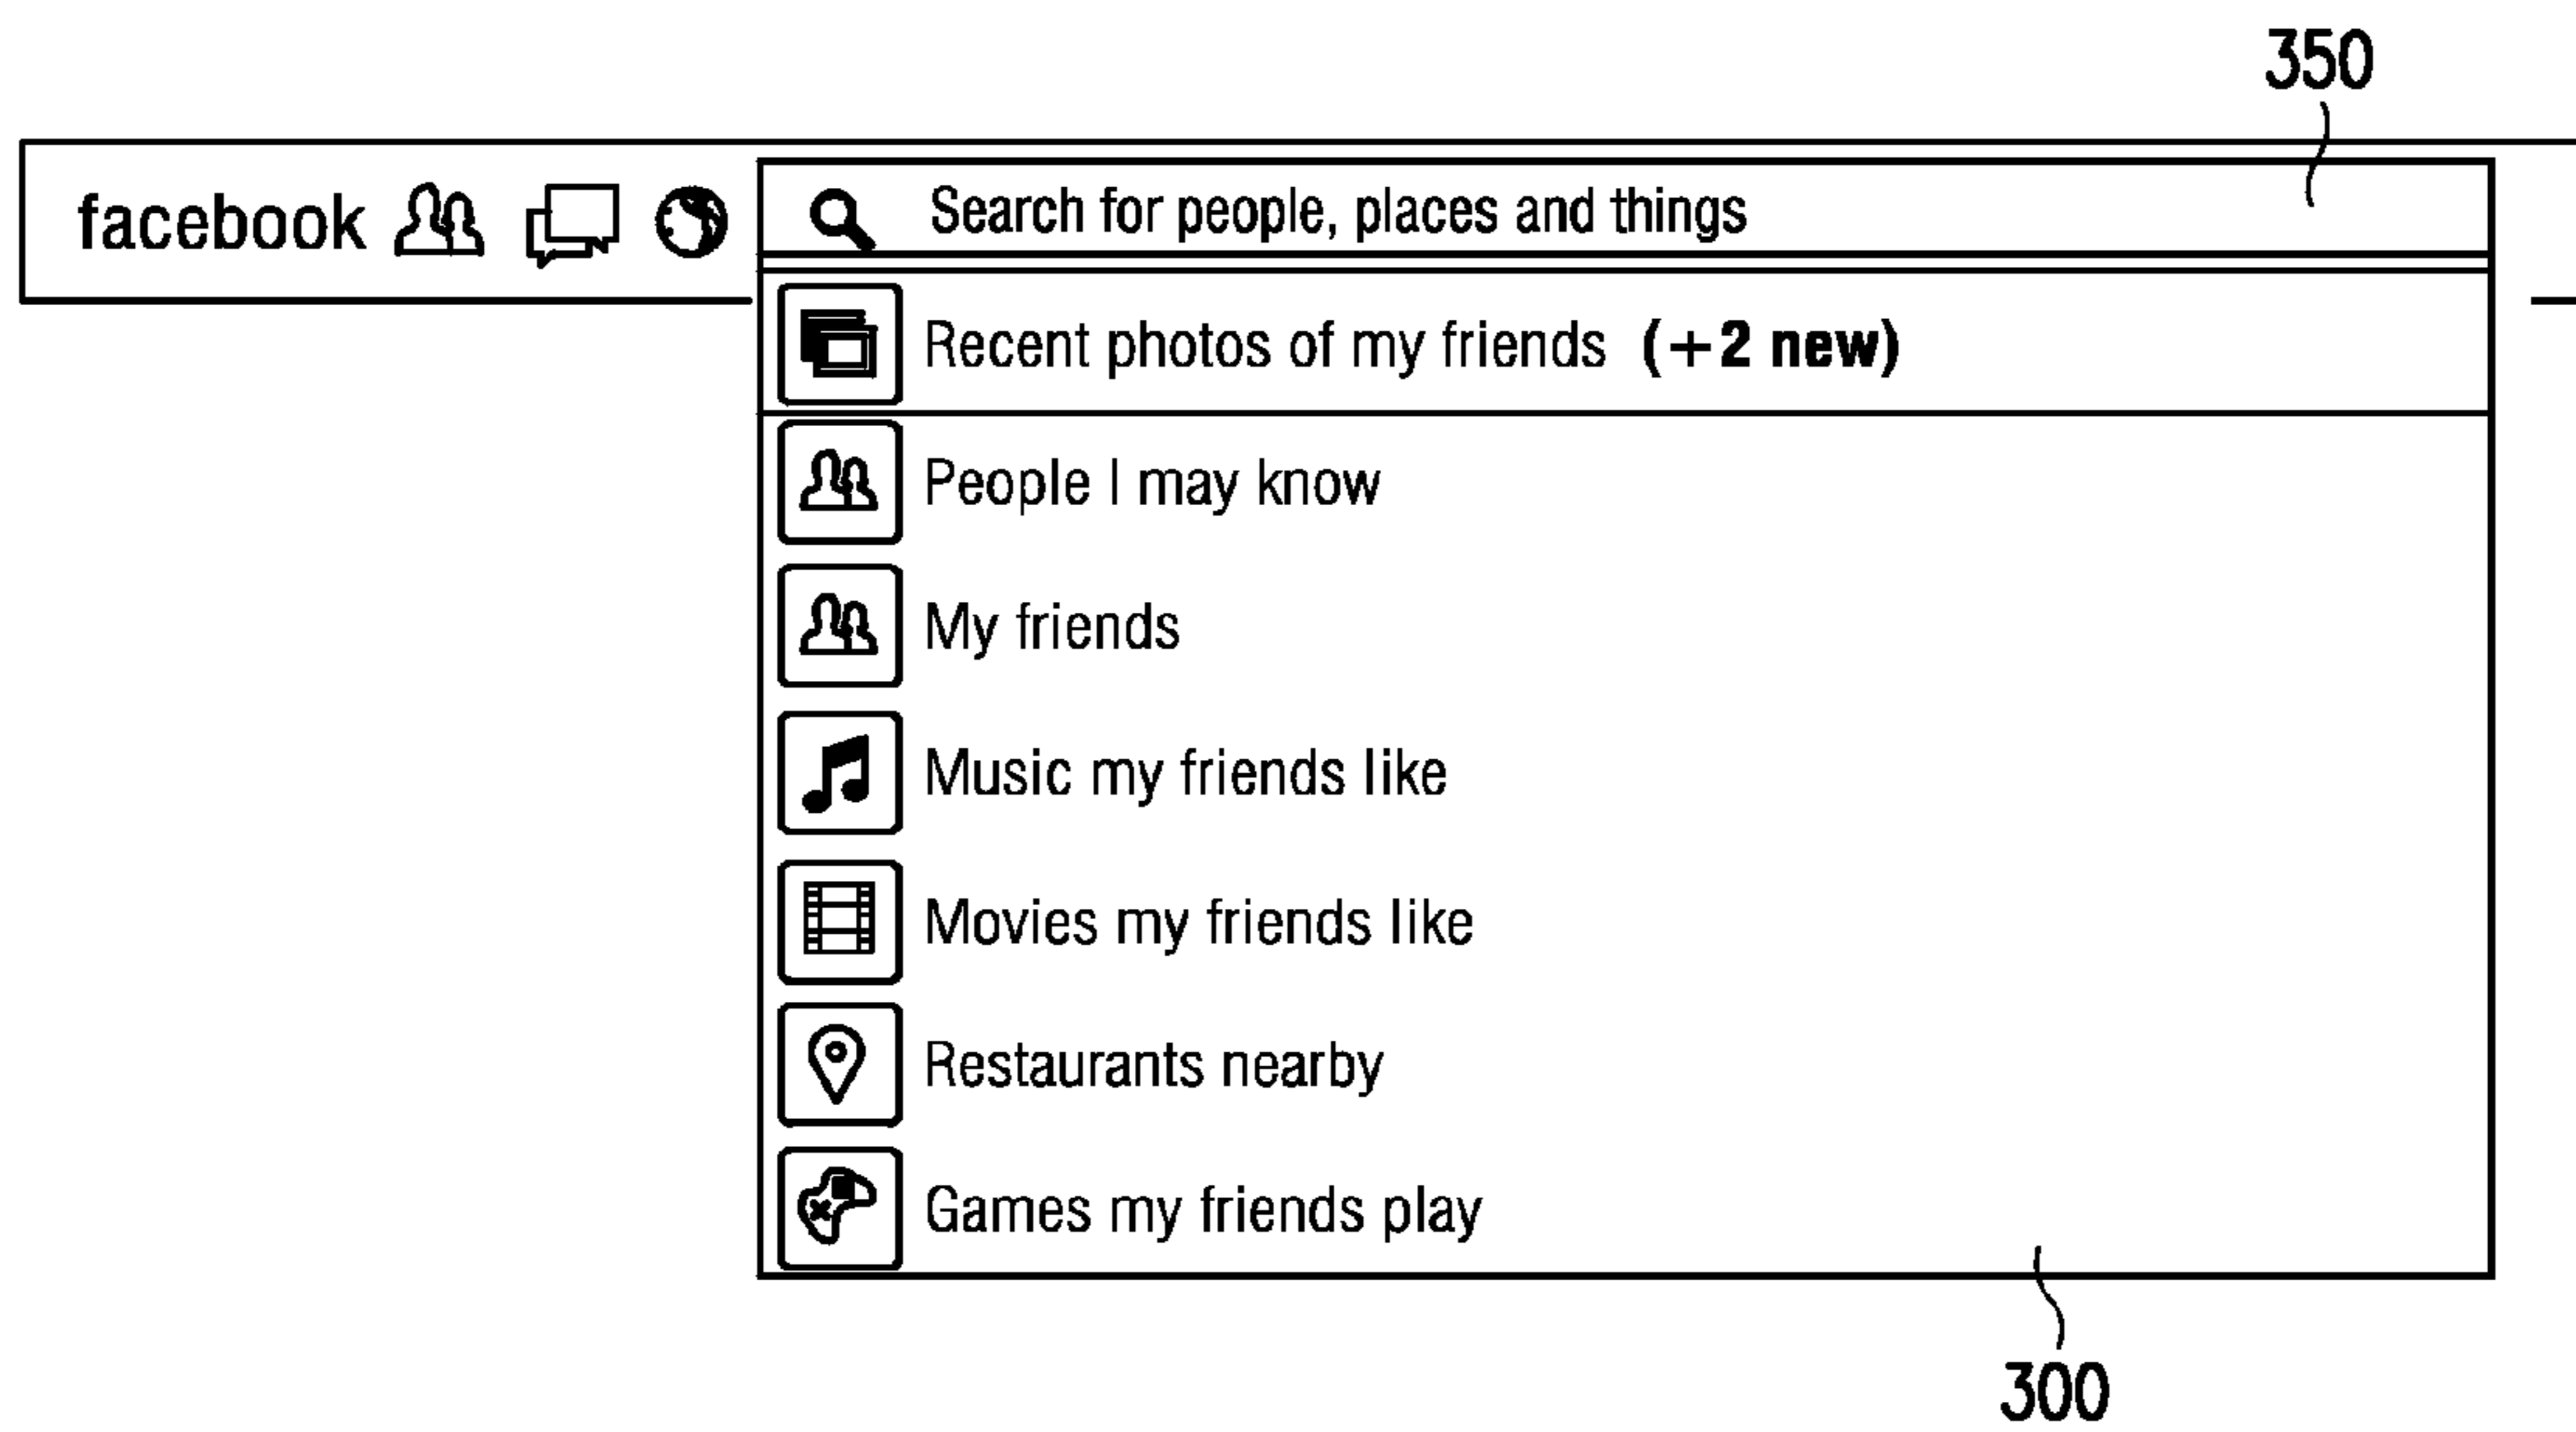 350
facebook
Search for people, places and things
Recent photos of my friends (+2 new)
People I may know
My friends
Music my friends like
Movies my friends like
Restaurants nearby
Games my friends play
300